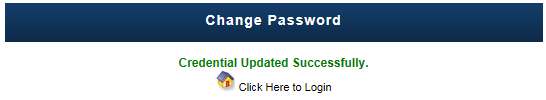 Change Password
Credential Updated Successfully.
Click Here to Login